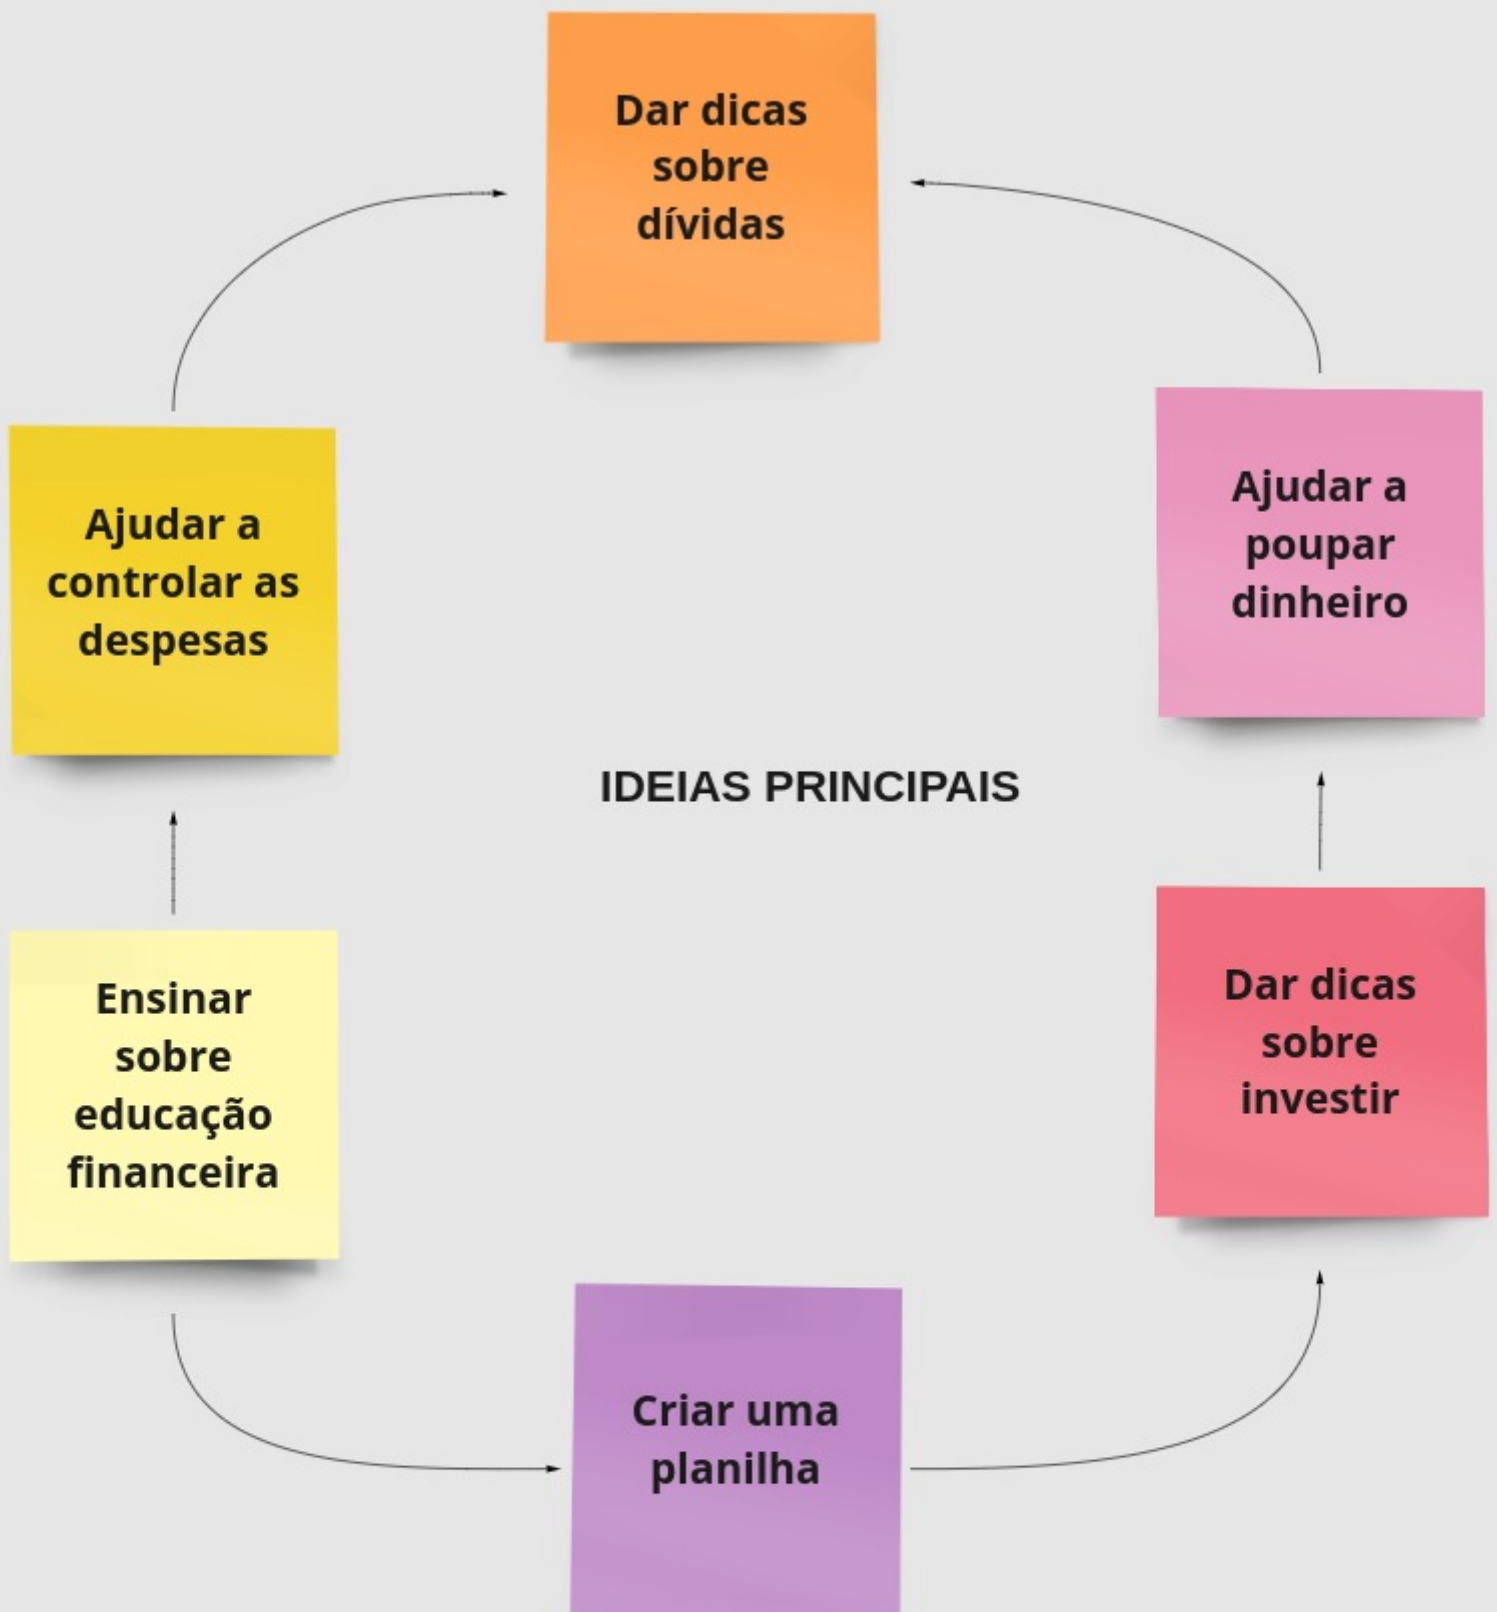 Dar dicas
sobre
dívidas
Ajudar a
controlar as
despesas
Ajudar a
poupar
dinheiro
IDEIAS PRINCIPAIS
Ensinar
sobre
educação
financeira
Dar dicas
sobre
investir
Criar uma
planilha